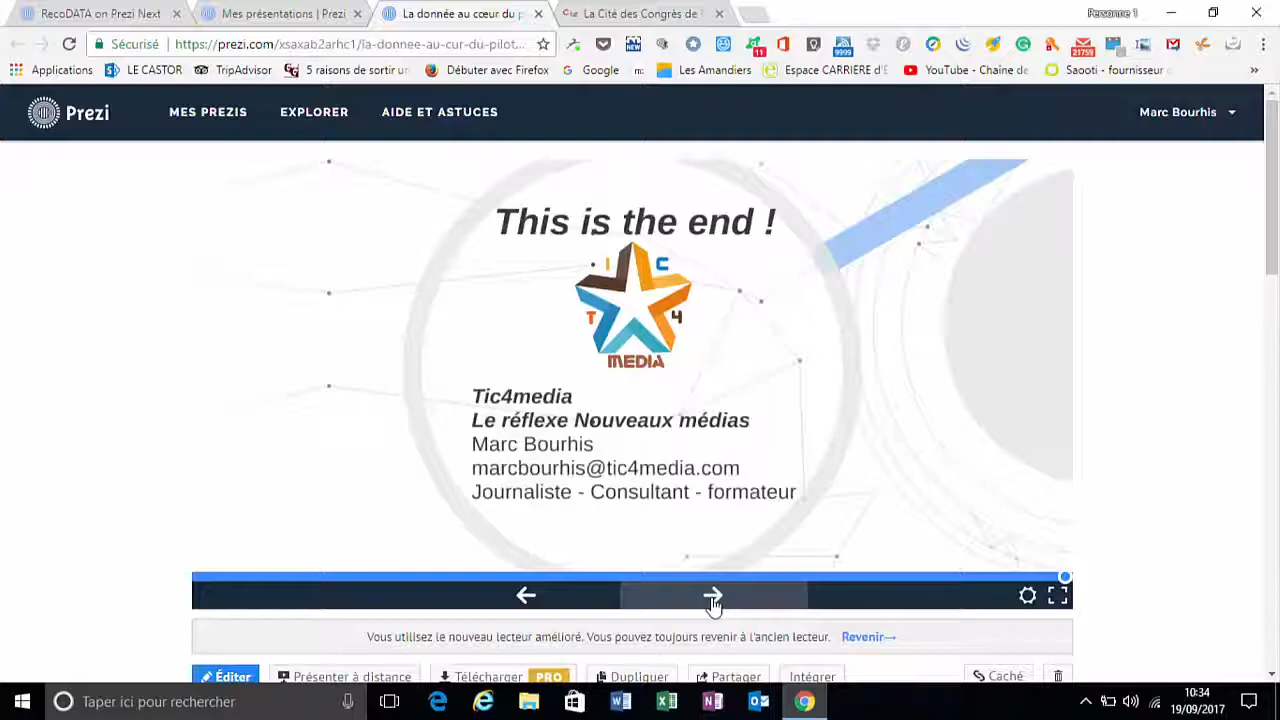 RecoDATA on Prezi Next
Mes présentations | Prezi
La donnée au cœur du p
La Cité des Congrès de
Personne 1
Sécurisé
https://prezi.com/xsaxab2arhc1/la-donnee-au-cur-du-pilot...
11
9999
21759
Applications
LE CASTOR
TripAdvisor
5 raisons de sortir ur
Débuter avec Firefox
Google
Les Amandiers
Espace CARRIERE d'E
YouTube - Chaîne de
Saooti - fournisseur d
Prezi
MES PREZIS
EXPLORER
AIDE ET ASTUCES
Marc Bourhis
This is the end !
I C
T 4
MEDIA
Tic4media
Le réflexe Nouveaux médias
Marc Bourhis
marcbourhis@tic4media.com
Journaliste - Consultant - formateur
Vous utilisez le nouveau lecteur amélioré. Vous pouvez toujours revenir à l'ancien lecteur. Revenir→
Éditer
Présenter à distance
Télécharger PRO
Dupliquer
Partager
Intégrer
Caché
Taper ici pour rechercher
10:34
19/09/2017